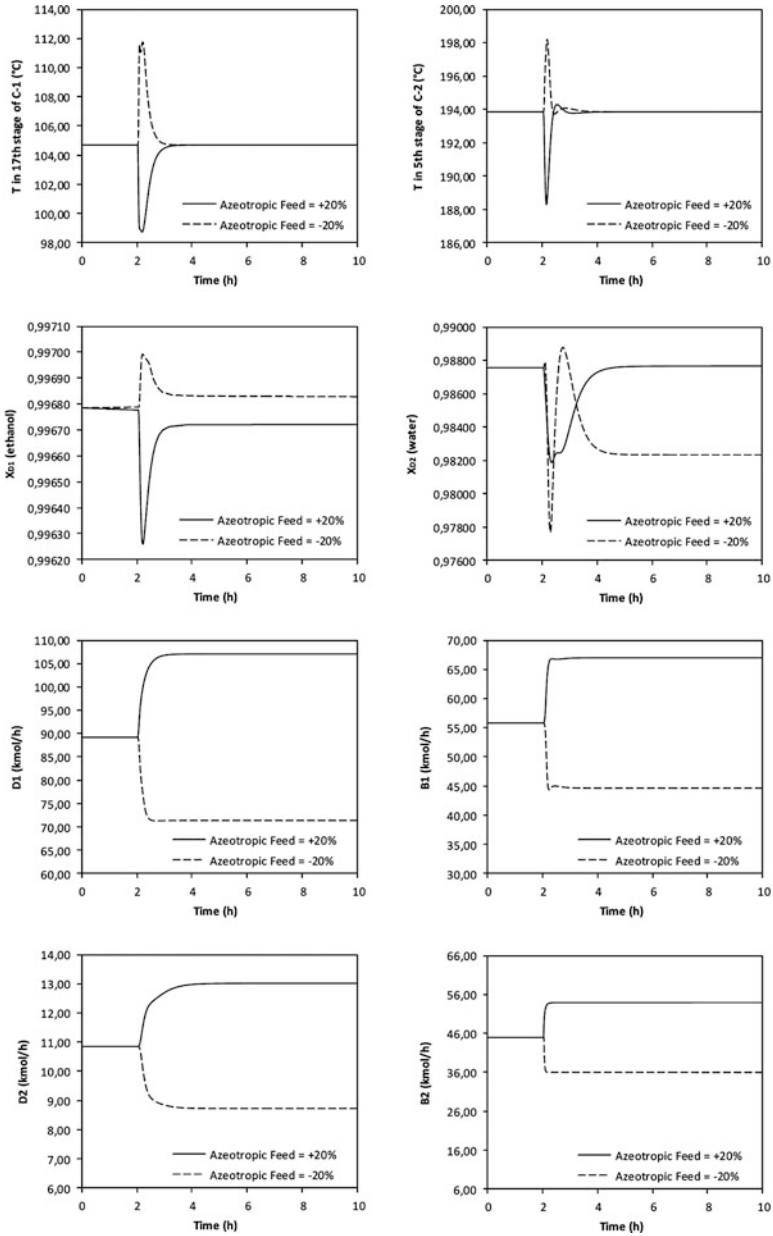 114,00
112,00
110,00
108,00
106,00
104,00
102,00
100,00
98,00
T in 17th stage of C-1 (°C)
Azeotropic Feed = +20%
Azeotropic Feed = -20%
0 2 4 6 8 10
Time (h)
200,00
198,00
196,00
194,00
192,00
190,00
188,00
186,00
T in 5th stage of C-2 (°C)
Azeotropic Feed = +20%
Azeotropic Feed = -20%
0 2 4 6 8 10
Time (h)
0,99710
0,99700
0,99690
0,99680
0,99670
0,99660
0,99650
0,99640
0,99630
0,99620
XD1 (ethanol)
Azeotropic Feed = +20%
Azeotropic Feed = -20%
0 2 4 6 8 10
Time (h)
0,99000
0,98800
0,98600
0,98400
0,98200
0,98000
0,97800
0,97600
XD2 (water)
Azeotropic Feed = +20%
Azeotropic Feed = -20%
0 2 4 6 8 10
Time (h)
110,00
105,00
100,00
95,00
90,00
85,00
80,00
75,00
70,00
65,00
60,00
D1 (kmol/h)
Azeotropic Feed = +20%
Azeotropic Feed = -20%
0 2 4 6 8 10
Time (h)
70,00
65,00
60,00
55,00
50,00
45,00
40,00
35,00
30,00
B1 (kmol/h)
Azeotropic Feed = +20%
Azeotropic Feed = -20%
0 2 4 6 8 10
Time (h)
14,00
13,00
12,00
11,00
10,00
9,00
8,00
7,00
6,00
D2 (kmol/h)
Azeotropic Feed = +20%
Azeotropic Feed = -20%
0 2 4 6 8 10
Time (h)
66,00
56,00
46,00
36,00
26,00
16,00
6,00
B2 (kmol/h)
Azeotropic Feed = +20%
Azeotropic Feed = -20%
0 2 4 6 8 10
Time (h)